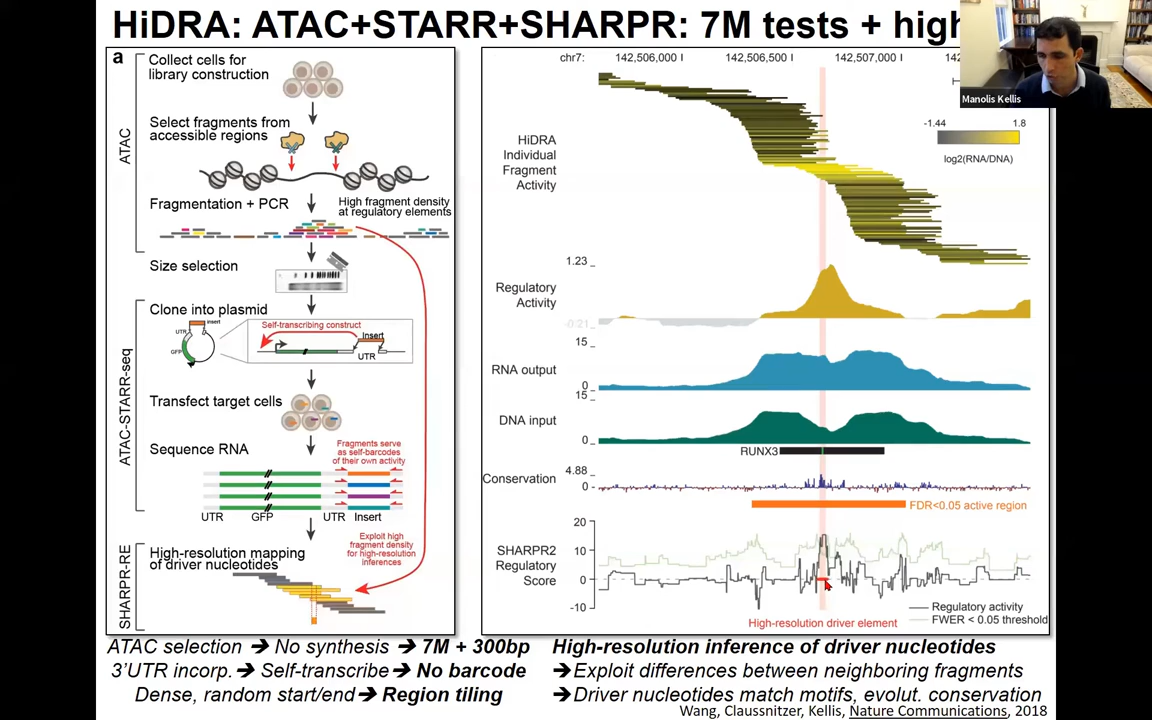 HiDRA: ATAC+STARR+SHARPR: 7M tests + high
a
Collect cells for
library construction
ATAC
Select fragments from
accessible regions
Fragmentation + PCR
High fragment density
at regulatory elements
Size selection
ATAC-STARR-seq
Clone into plasmid
insert
UTR
GFP
Self-transcribing construct
Insert
UTR
Transfect target cells
Sequence RNA
Fragments serve
as self-barcodes
of their own activity
UTR GFP UTR Insert
SHARPR-RE
High-resolution mapping
of driver nucleotides
Exploit high
fragment density
for high-resolution
inferences
chr7: 142,506,000 142,506,500 142,507,000 142
Manolis Kellis
-1.44 1.8
log2(RNA/DNA)
HiDRA
Individual
Fragment
Activity
1.23
Regulatory
Activity
-0.21
15
RNA output
0
15
DNA input
0
RUNX3
4.88
Conservation
0
FDR<0.05 active region
20
10
SHARPR2
Regulatory
Score
0
-10
Regulatory activity
FWER < 0.05 threshold
High-resolution driver element
ATAC selection ➔ No synthesis ➔ 7M + 300bp
3'UTR incorp.➔ Self-transcribe➔ No barcode
Dense, random start/end➔ Region tiling
High-resolution inference of driver nucleotides
➔Exploit differences between neighboring fragments
➔Driver nucleotides match motifs, evolut. conservation
Wang, Claussnitzer, Kellis, Nature Communications, 2018